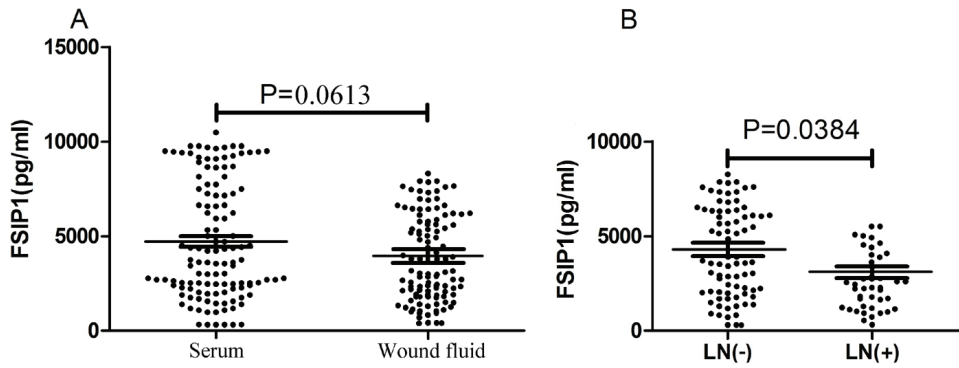 A
15000
P=0.0613
10000
5000
0
FSIP1(pg/ml)
Serum
Wound fluid
B
P=0.0384
10000
5000
0
FSIP1(pg/ml)
LN(-)
LN(+)